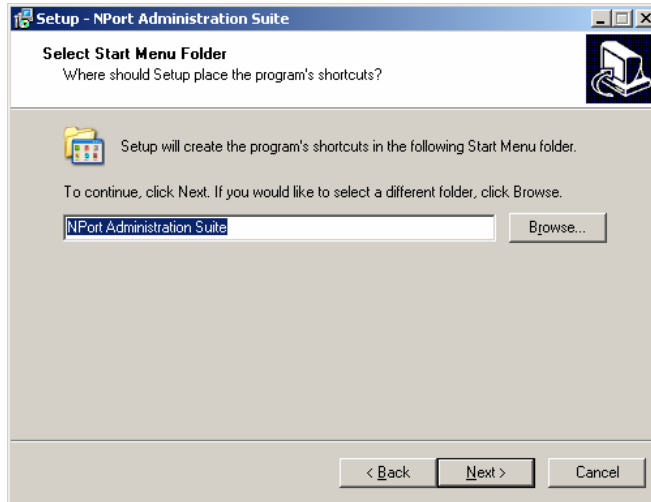 Setup - NPort Administration Suite
Select Start Menu Folder
Where should Setup place the program's shortcuts?
Setup will create the program's shortcuts in the following Start Menu folder.
To continue, click Next. If you would like to select a different folder, click Browse.
NPort Administration Suite
Browse...
< Back
Next >
Cancel